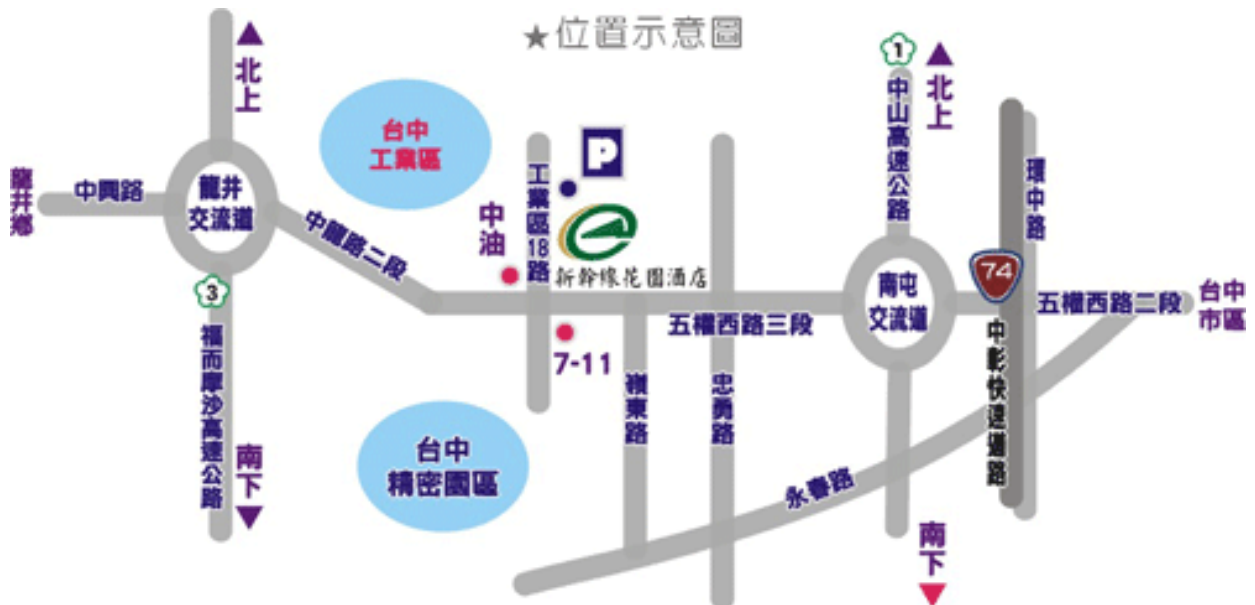 ★位置示意圖
北上
1
北上
台中
工業區
P
中山高速公路
環中路
龍井鄉
中興路
龍井
交流道
中龍路二段
中油
工業區18路
新幹線花園酒店
74
南屯
交流道
五權西路二段
台中
市區
3
五權西路三段
7-11
福而摩沙高速公路
嶺東路
忠勇路
中彰快速道路
南下
台中
精密園區
永春路
南下